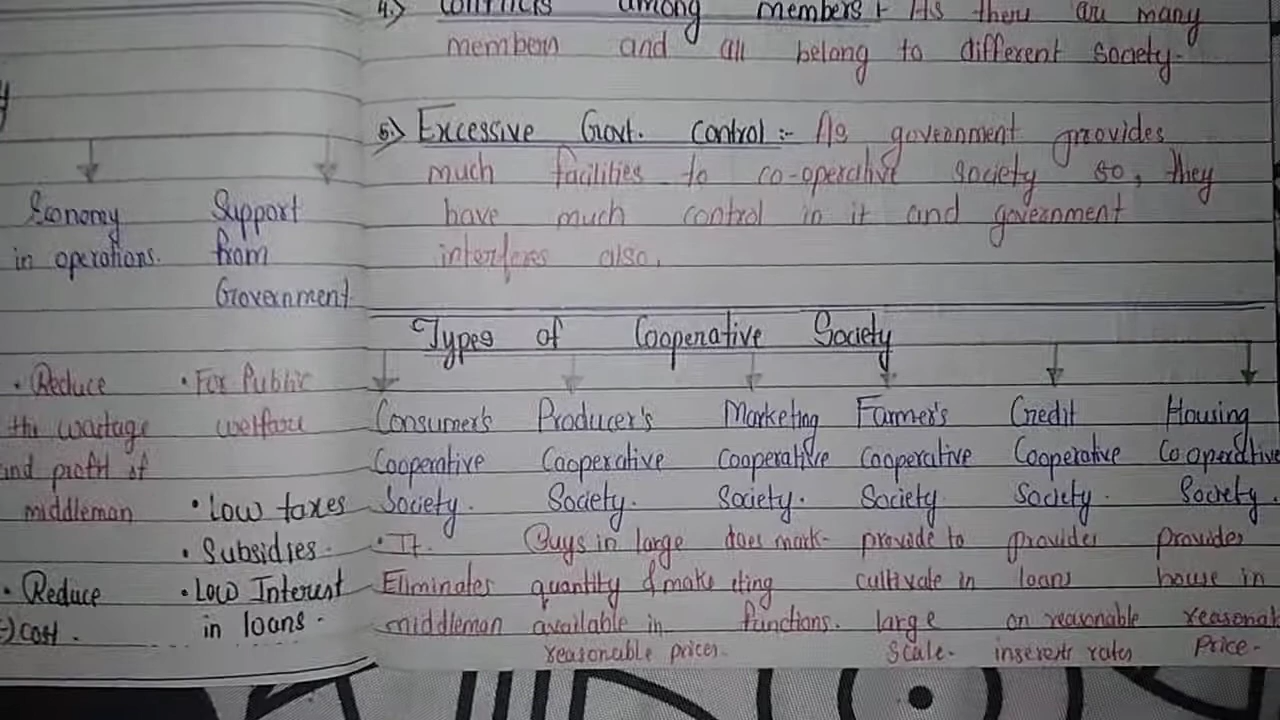 Economy Support
in operations. from
Government
• Reduce • For Public
the wastage welfare
and profit of
middleman • Low taxes
• Subsidies.
• Reduce • Low Interest
cost. in loans.
4.) Conflicts among members :- As there are many
members and all belong to different society.
5.) Excessive Govt. Control :- As government provides
much facilities to co-operative society so, they
have much control in it and government
interferes also.
Types of Cooperative Society
Consumer's Producer's Marketing Farmer's Credit Housing
Cooperative Cooperative Cooperative Cooperative Cooperative Cooperative
Society. Society. Society. Society Society. Society.
• It Buys in large does mark- provide to provides provides
Eliminates quantity & make eting cultivate in loans house in
middleman available in functions. large on reasonable reasonab
reasonable prices. Scale. rates Price.